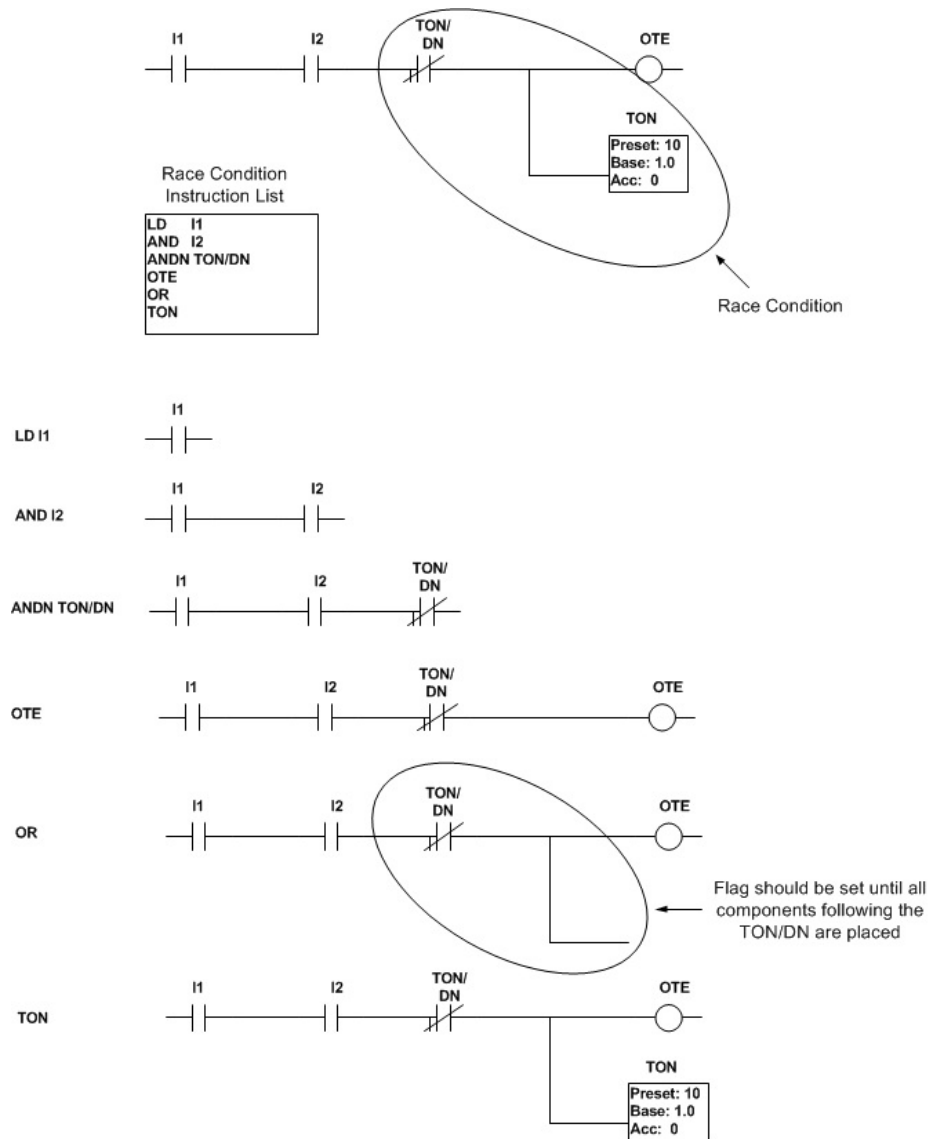 I1
I2
TON/
DN
OTE
TON
Preset: 10
Base: 1.0
Acc: 0
Race Condition
Instruction List
LD I1
AND I2
ANDN TON/DN
OTE
OR
TON
Race Condition
I1
LD I1
I1
I2
AND I2
I1
I2
TON/
DN
ANDN TON/DN
I1
I2
TON/
DN
OTE
OTE
I1
I2
TON/
DN
OTE
OR
Flag should be set until all
components following the
TON/DN are placed
I1
I2
TON/
DN
OTE
TON
TON
Preset: 10
Base: 1.0
Acc: 0